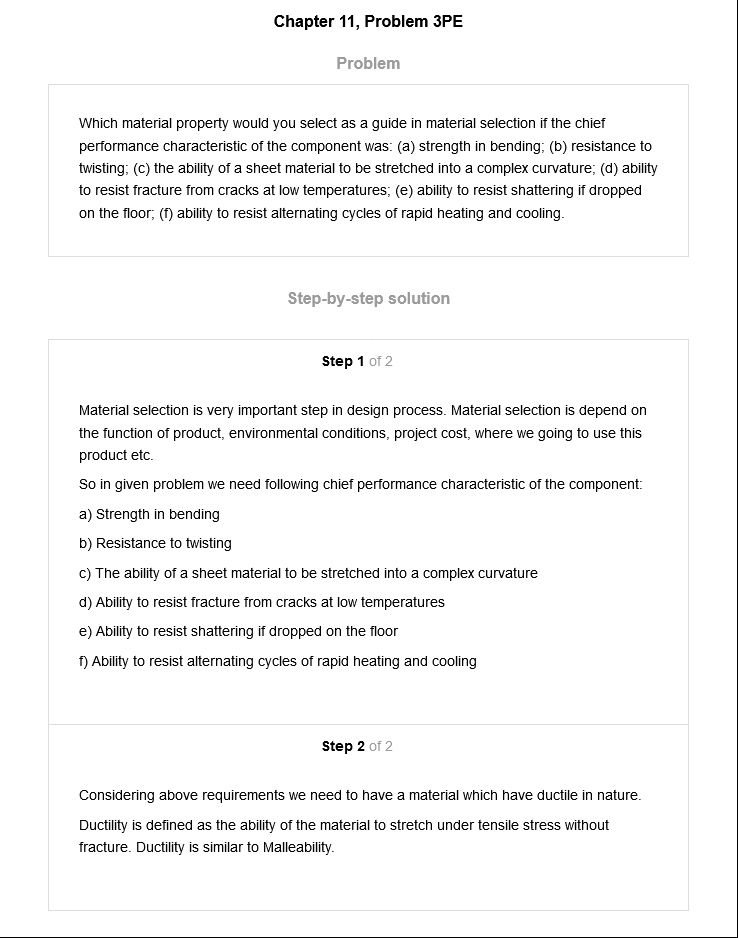 Chapter 11, Problem 3PE
Problem
Which material property would you select as a guide in material selection if the chief
performance characteristic of the component was: (a) strength in bending; (b) resistance to
twisting; (c) the ability of a sheet material to be stretched into a complex curvature; (d) ability
to resist fracture from cracks at low temperatures; (e) ability to resist shattering if dropped
on the floor; (f) ability to resist alternating cycles of rapid heating and cooling.
Step-by-step solution
Step 1 of 2
Material selection is very important step in design process. Material selection is depend on
the function of product, environmental conditions, project cost, where we going to use this
product etc.
So in given problem we need following chief performance characteristic of the component:
a) Strength in bending
b) Resistance to twisting
c) The ability of a sheet material to be stretched into a complex curvature
d) Ability to resist fracture from cracks at low temperatures
e) Ability to resist shattering if dropped on the floor
f) Ability to resist alternating cycles of rapid heating and cooling
Step 2 of 2
Considering above requirements we need to have a material which have ductile in nature.
Ductility is defined as the ability of the material to stretch under tensile stress without
fracture. Ductility is similar to Malleability.